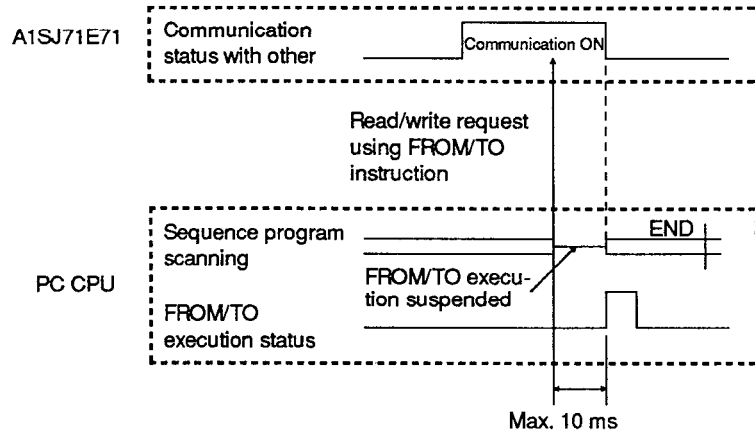 A1SJ71E71
Communication
status with other
Communication ON
Read/write request
using FROM/TO
instruction
PC CPU
Sequence program
scanning
END
FROM/TO execu-
tion suspended
FROM/TO
execution status
Max. 10 ms